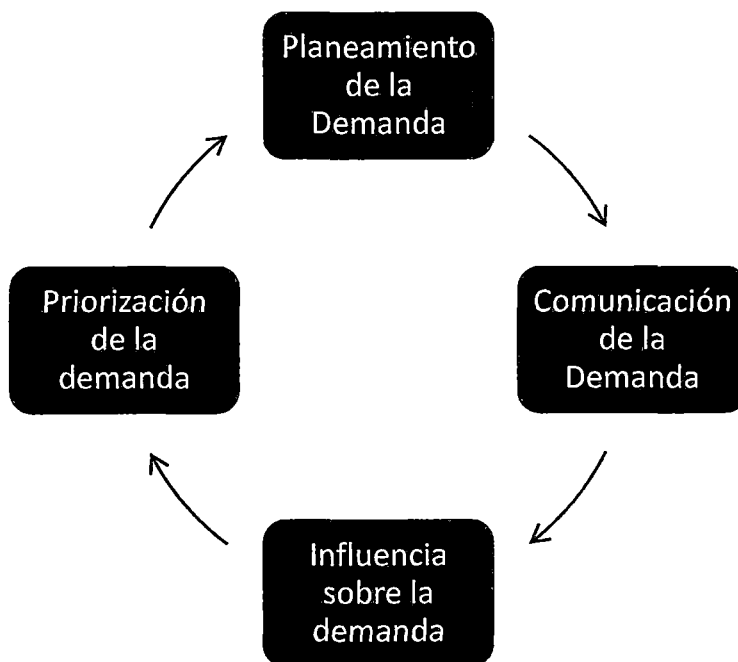 Planeamiento
de la
Demanda
Comunicación
de la
Demanda
Influencia
sobre la
demanda
Priorización
de la
demanda